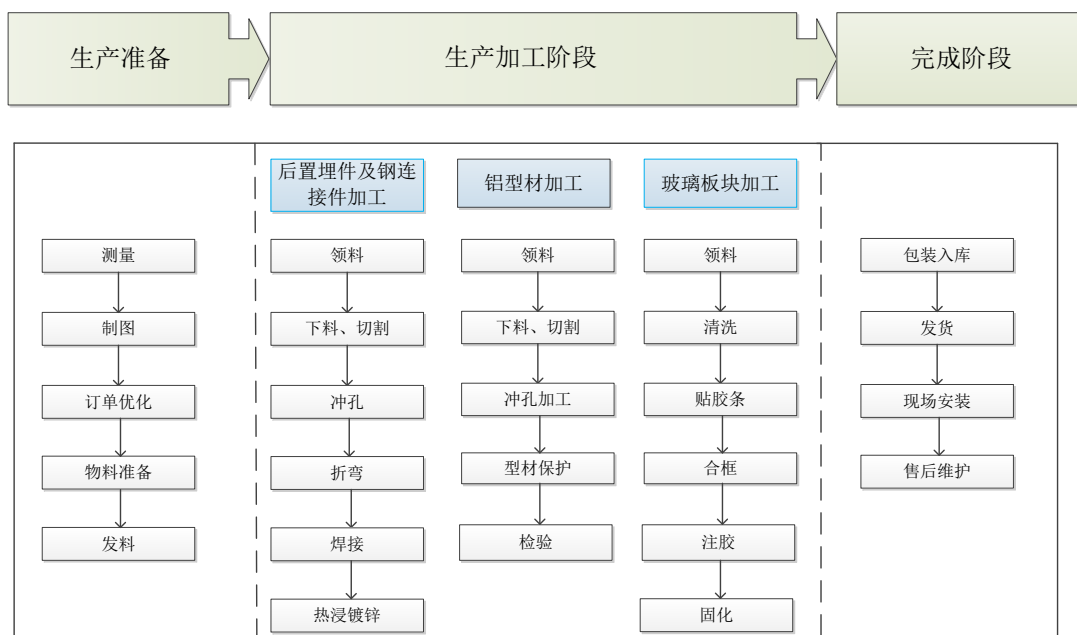 生产准备
生产加工阶段
完成阶段
后置埋件及钢连
接件加工
铝型材加工
玻璃板块加工
测量
制图
订单优化
物料准备
发料
领料
下料、切割
冲孔
折弯
焊接
热浸镀锌
领料
下料、切割
冲孔加工
型材保护
检验
领料
清洗
贴胶条
合框
注胶
固化
包装入库
发货
现场安装
售后维护